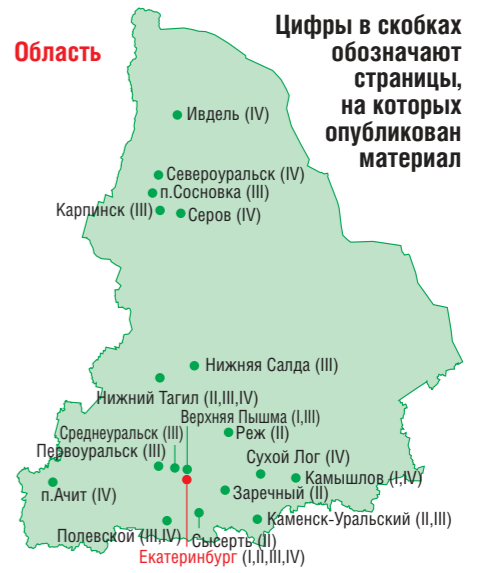 Область
Цифры в скобках
обозначают
страницы,
на которых
опубликован
материал
Ивдель (IV)
Североуральск (IV)
п.Сосновка (III)
Карпинск (III)
Серов (IV)
Нижняя Салда (III)
Нижний Тагил (II,III,IV)
Верхняя Пышма (I,III)
Среднеуральск (III)
Реж (II)
Первоуральск (III)
Сухой Лог (IV)
Камышлов (I,IV)
п.Ачит (IV)
Заречный (II)
Каменск-Уральский (II,III)
Полевской (III,IV)
Сысерть (II)
Екатеринбург (I,II,III,IV)